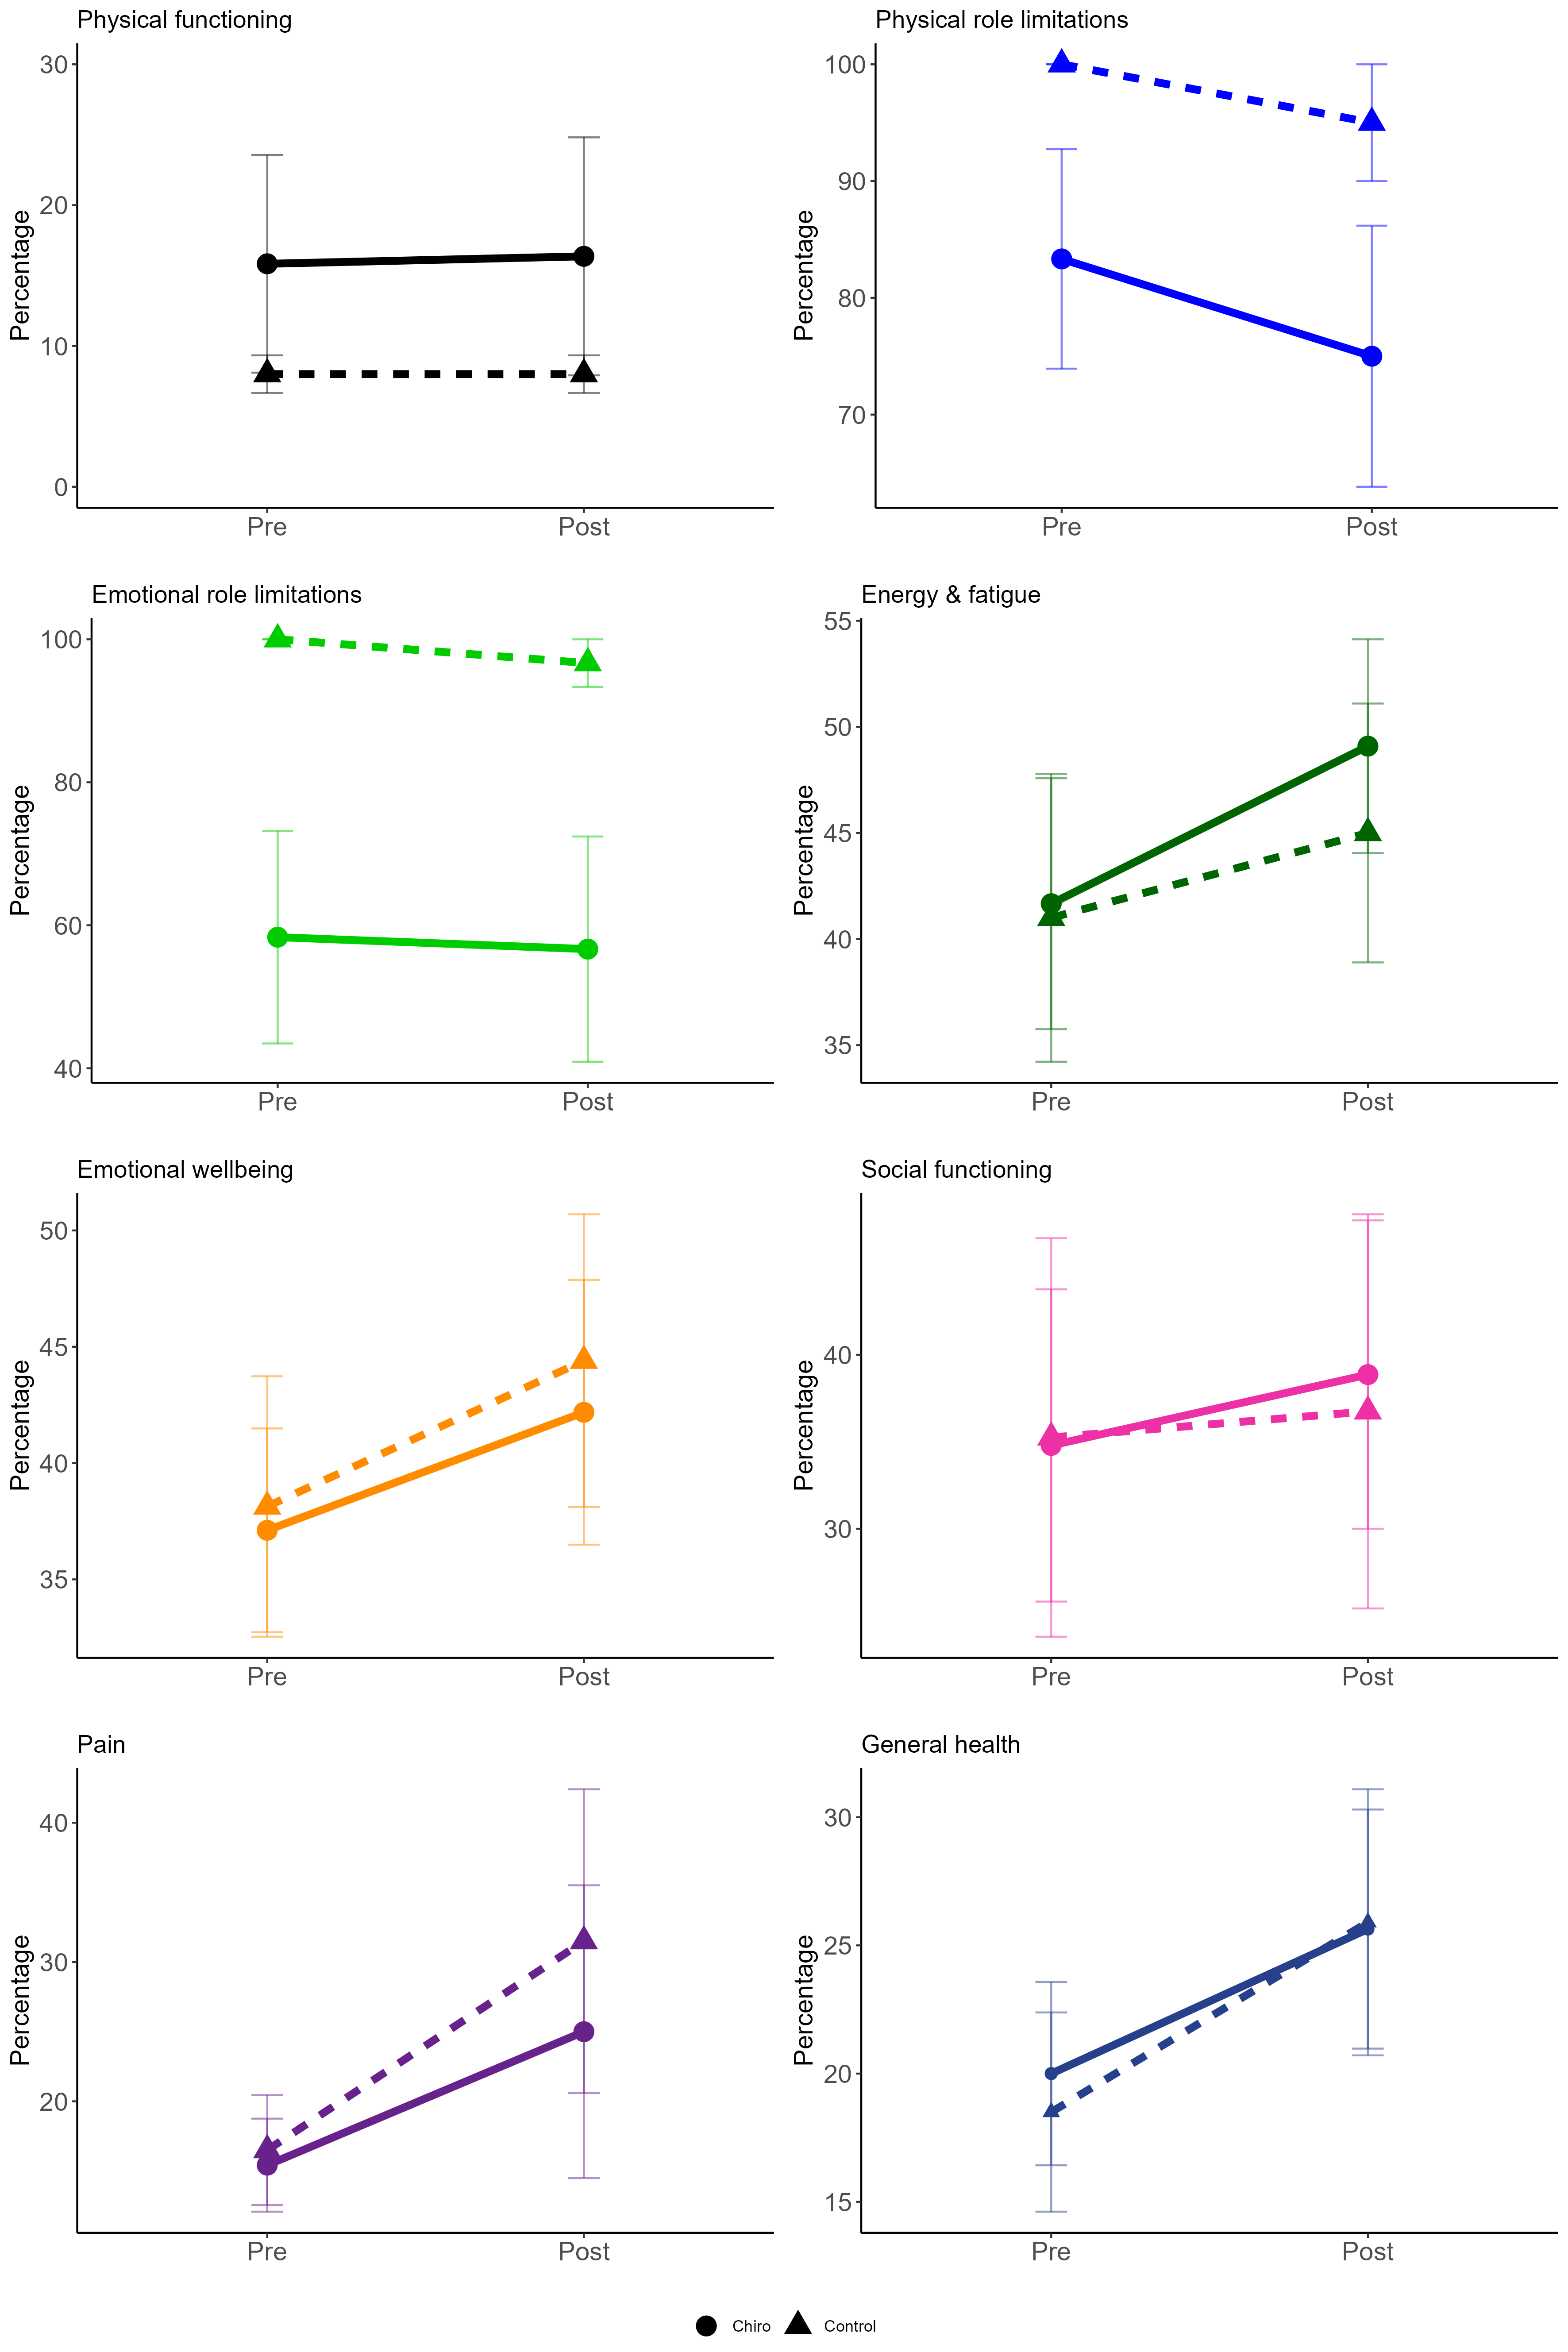 Physical functioning
Percentage
30
20
10
0
Pre Post
Physical role limitations
Percentage
100
90
80
70
Pre Post
Emotional role limitations
Percentage
100
80
60
40
Pre Post
Energy & fatigue
Percentage
55
50
45
40
35
Pre Post
Emotional wellbeing
Percentage
50
45
40
35
Pre Post
Social functioning
Percentage
40
30
Pre Post
Pain
Percentage
40
30
20
Pre Post
General health
Percentage
30
25
20
15
Pre Post
Chiro Control